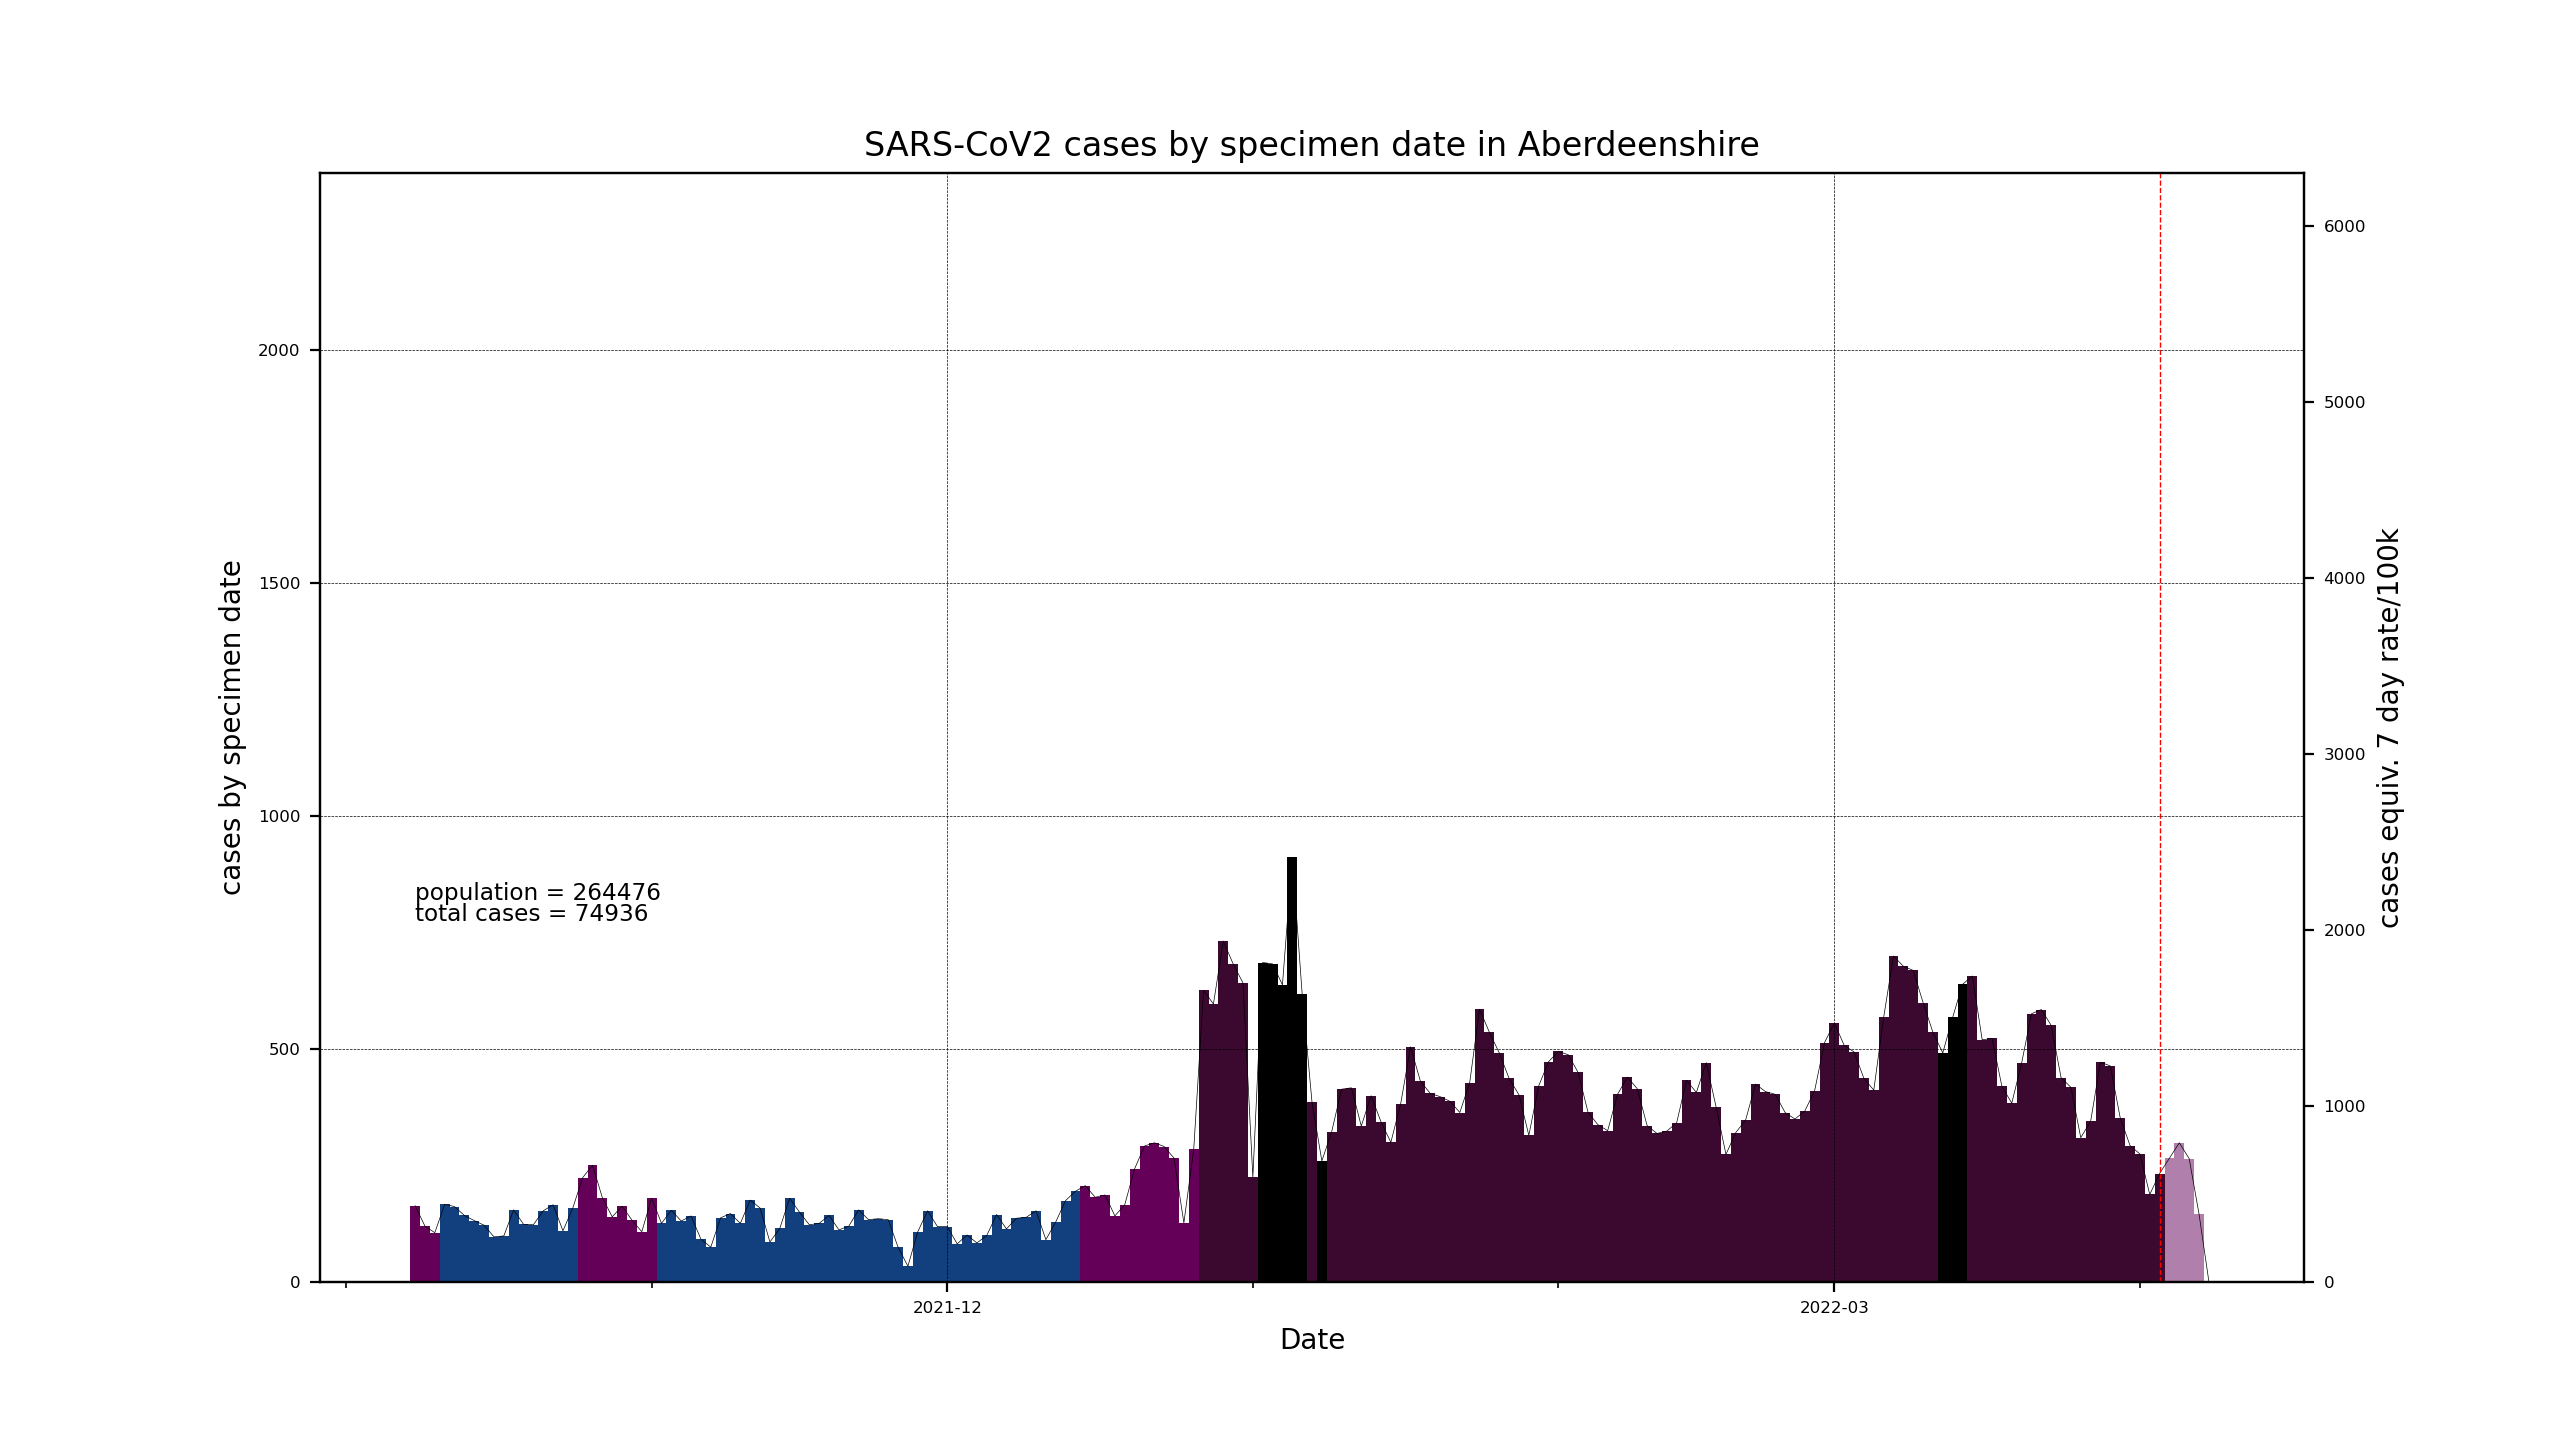 SARS-CoV2 cases by specimen date in Aberdeenshire
cases by specimen date
2000
1500
1000
500
0
population = 264476
total cases = 74936
6000
5000
4000
3000
2000
1000
0
cases equiv. 7 day rate/100k
2021-12
2022-03
Date